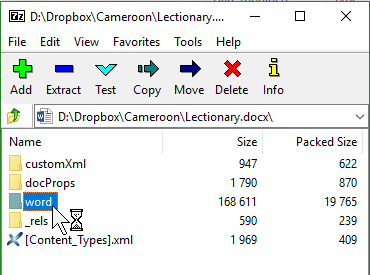 7z D:\Dropbox\Cameroon\Lectionary....
File Edit View Favorites Tools Help
Add Extract Test Copy Move Delete Info
D:\Dropbox\Cameroon\Lectionary.docx\
Name Size Packed Size
customXml 947 622
docProps 1 790 870
word 168 611 19 765
_rels 590 239
[Content_Types].xml 1 969 409